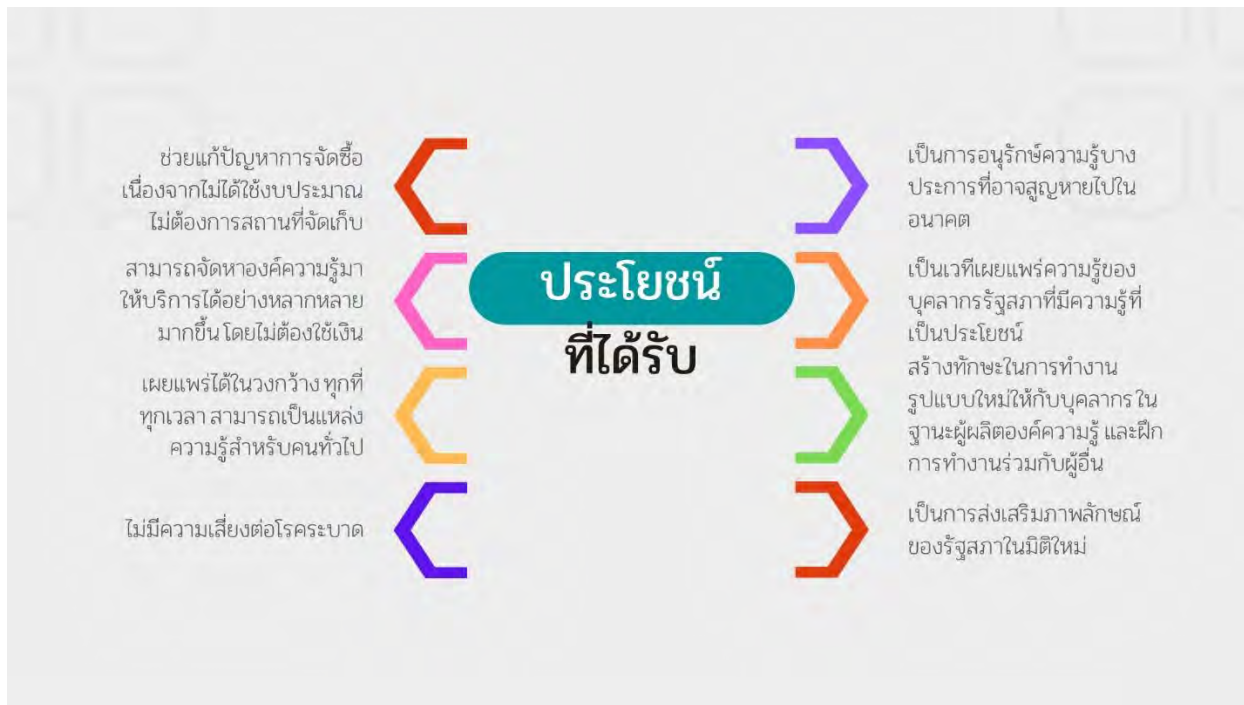 ประโยชน์
ที่ได้รับ
ช่วยแก้ปัญหาการจัดซื้อ
เนื่องจากไม่ได้ใช้งบประมาณ
ไม่ต้องการสถานที่จัดเก็บ
สามารถจัดหาองค์ความรู้มา
ให้บริการได้อย่างหลากหลาย
มากขึ้น โดยไม่ต้องใช้เงิน
เผยแพร่ได้ในวงกว้าง ทุกที่
ทุกเวลา สามารถเป็นแหล่ง
ความรู้สำหรับคนทั่วไป
ไม่มีความเสี่ยงต่อโรคระบาด
เป็นการอนุรักษ์ความรู้บาง
ประการที่อาจสูญหายไปใน
อนาคต
เป็นเวทีเผยแพร่ความรู้ของ
บุคลากรรัฐสภาที่มีความรู้ที่
เป็นประโยชน์
สร้างทักษะในการทำงาน
รูปแบบใหม่ให้กับบุคลากร ใน
ฐานะผู้ผลิตองค์ความรู้ และฝึก
การทำงานร่วมกับผู้อื่น
เป็นการส่งเสริมภาพลักษณ์
ของรัฐสภาในมิติใหม่